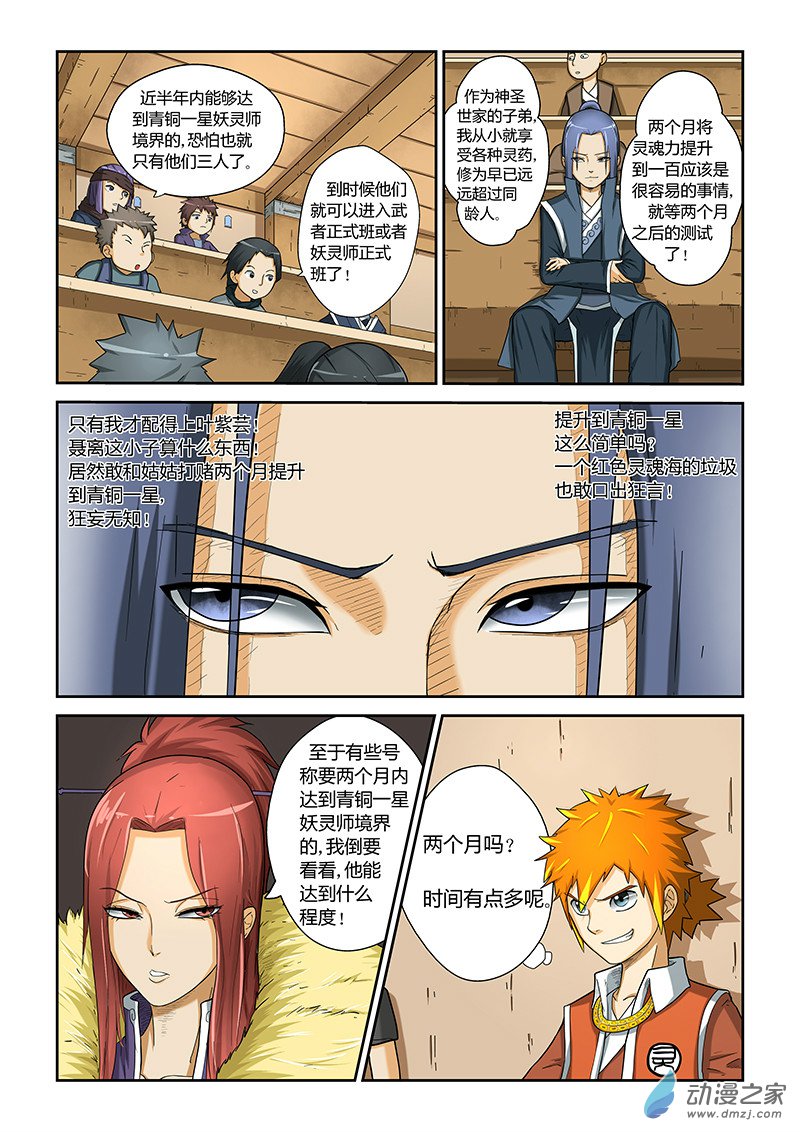 近半年内能够达
到青铜一星妖灵师
境界的,恐怕也就
只有他们三人了。
到时候他们
就可以进入武
者正式班或者
妖灵师正式
班了!
作为神圣
世家的子弟,
我从小就享
受各种灵药,
修为早已远
远超过同
龄人。
两个月将
灵魂力提升
到一百应该是
很容易的事情,
就等两个月
之后的测试
了!
只有我才配得上叶紫芸!
聂离这小子算什么东西!
居然敢和姑姑打赌两个月提升
到青铜一星,
狂妄无知!
提升到青铜一星
这么简单吗?
一个红色灵魂海的垃圾
也敢口出狂言!
至于有些号
称要两个月内
达到青铜一星
妖灵师境界
的,我倒要
看看,他能
达到什么
程度!
两个月吗?
时间有点多呢。
灵
动漫之家
www.dmzj.com